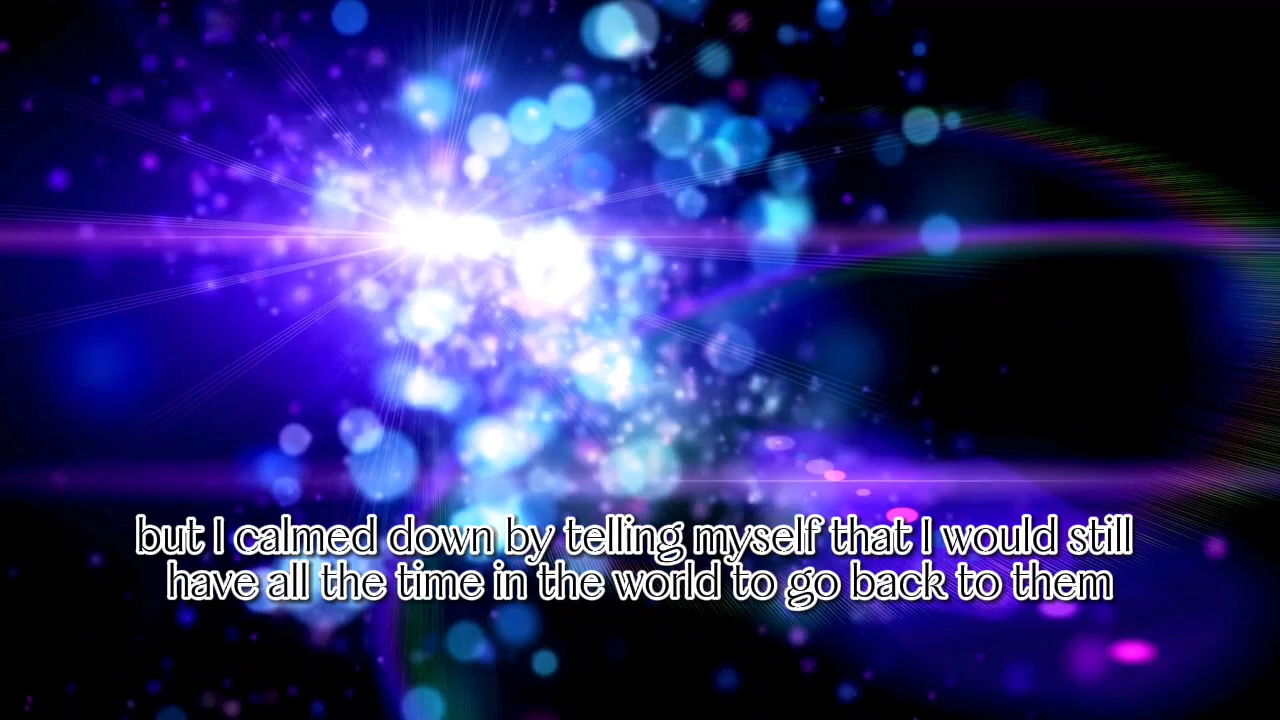 but I calmed down by telling myself that I would still
have all the time in the world to go back to them